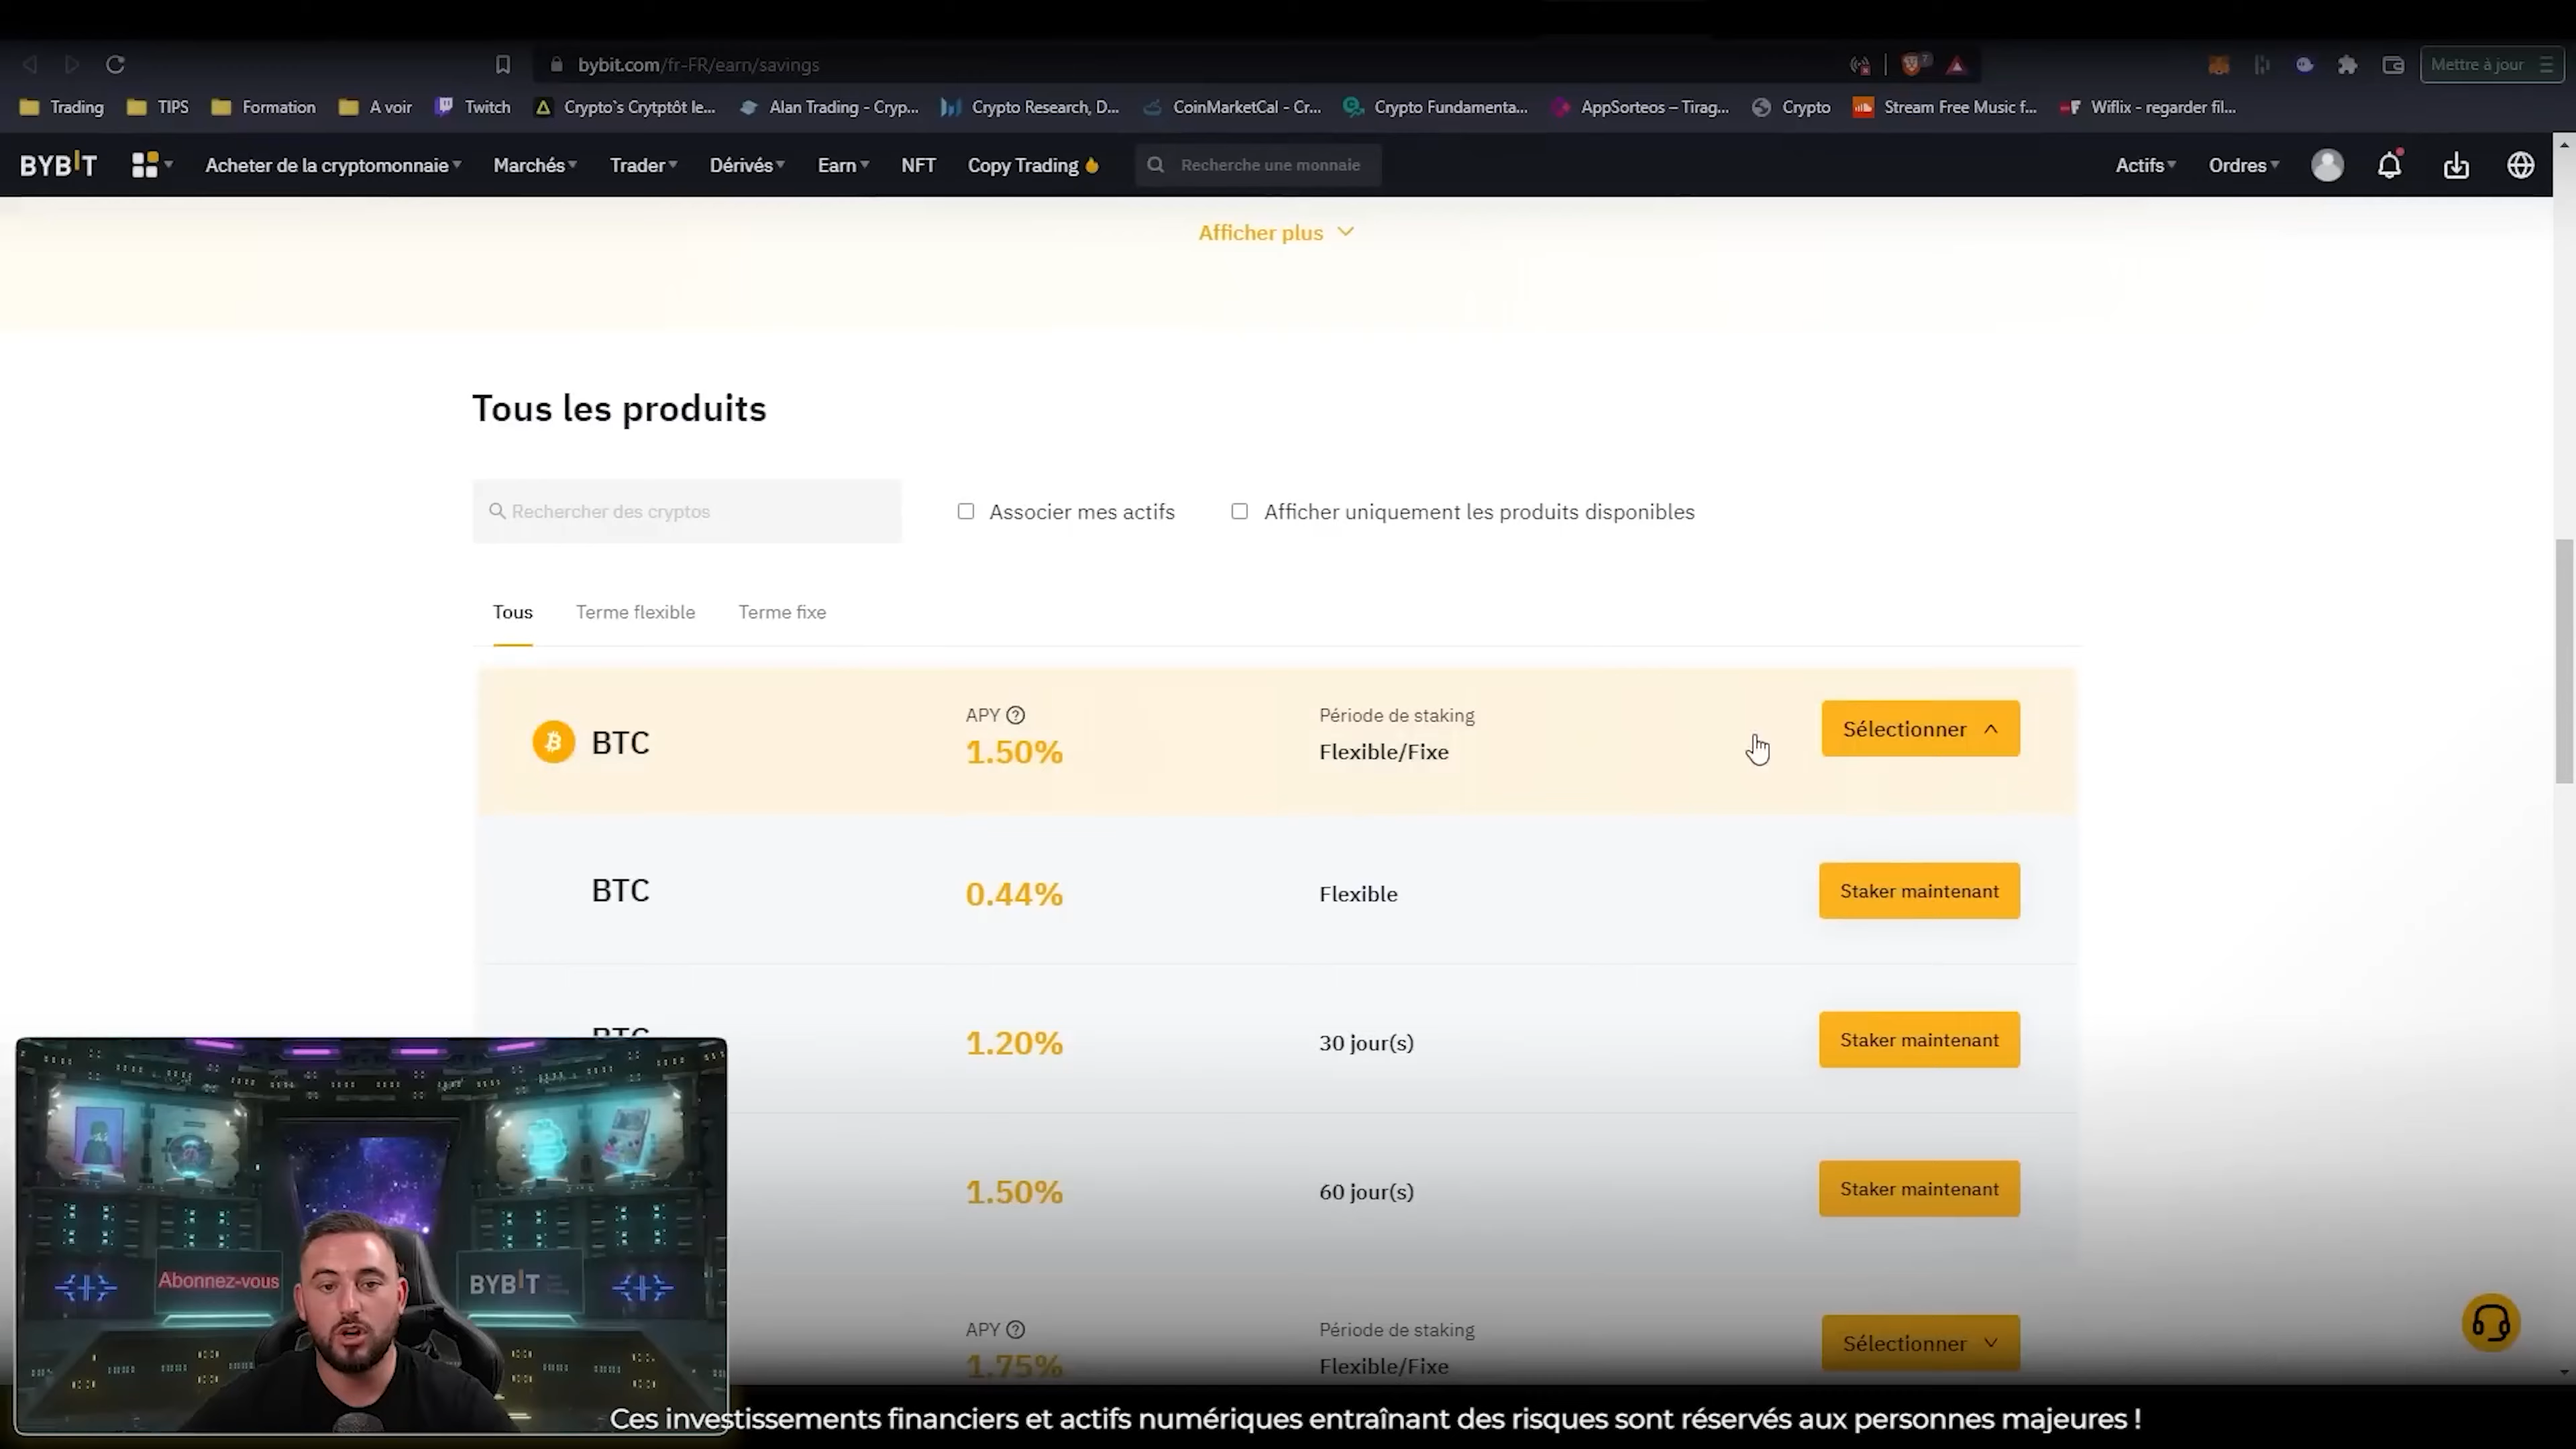 bybit.com/fr-FR/earn/savings
7
Mettre à jour
Trading
TIPS
Formation
A voir
Twitch
Crypto`s Crytptôt le...
Alan Trading - Cryp...
Crypto Research, D...
CoinMarketCal - Cr...
Crypto Fundamenta...
AppSorteos – Tirag...
Crypto
Stream Free Music f...
Wiflix - regarder fil...
BYBIT
Acheter de la cryptomonnaie
Marchés
Trader
Dérivés
Earn
NFT
Copy Trading
Recherche une monnaie
Actifs
Ordres
Afficher plus
Tous les produits
Rechercher des cryptos
Associer mes actifs
Afficher uniquement les produits disponibles
Tous
Terme flexible
Terme fixe
BTC
APY
1.50%
Période de staking
Flexible/Fixe
Sélectionner
BTC
0.44%
Flexible
Staker maintenant
BTC
1.20%
30 jour(s)
Staker maintenant
1.50%
60 jour(s)
Staker maintenant
APY
1.75%
Période de staking
Flexible/Fixe
Sélectionner
Abonnez-vous
BYBIT
Ces investissements financiers et actifs numériques entraînant des risques sont réservés aux personnes majeures !